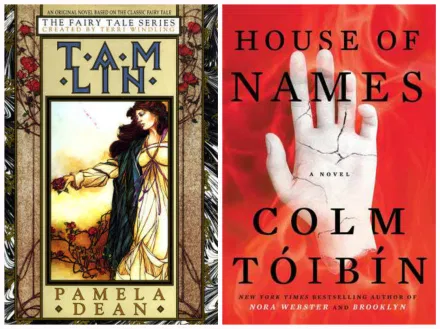 AN ORIGINAL NOVEL BASED ON THE CLASSIC FAIRY TALE
THE FAIRY TALE SERIES
CREATED BY TERRI WINDLING
T·A·M
·LIN·
PAMELA
DEAN
HOUSE OF
NAMES
A NOVEL
COLM
TÓIBÍN
NEW YORK TIMES BESTSELLING AUTHOR OF
NORA WEBSTER AND BROOKLYN